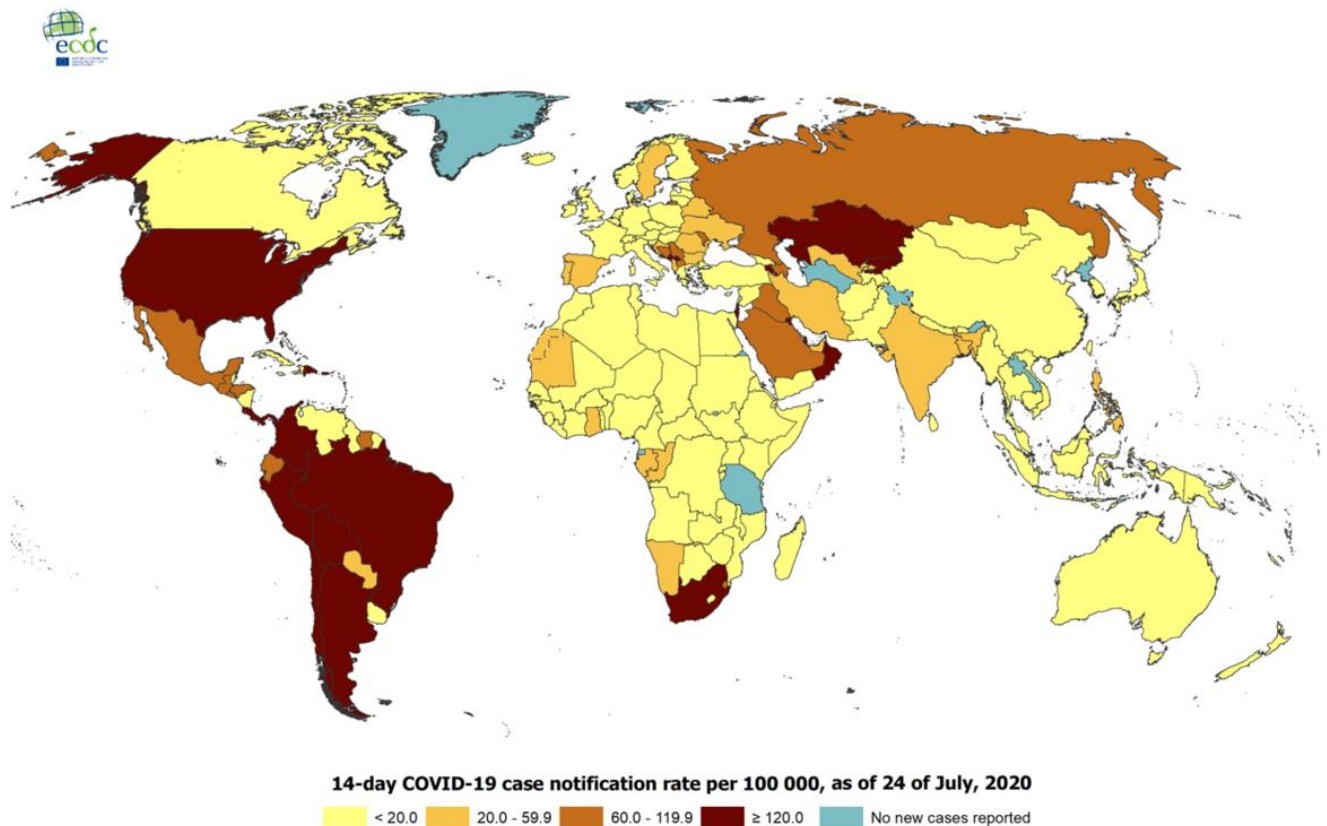 ecdc
14-day COVID-19 case notification rate per 100 000, as of 24 of July, 2020
< 20.0 20.0 - 59.9 60.0 - 119.9 ≥ 120.0 No new cases reported